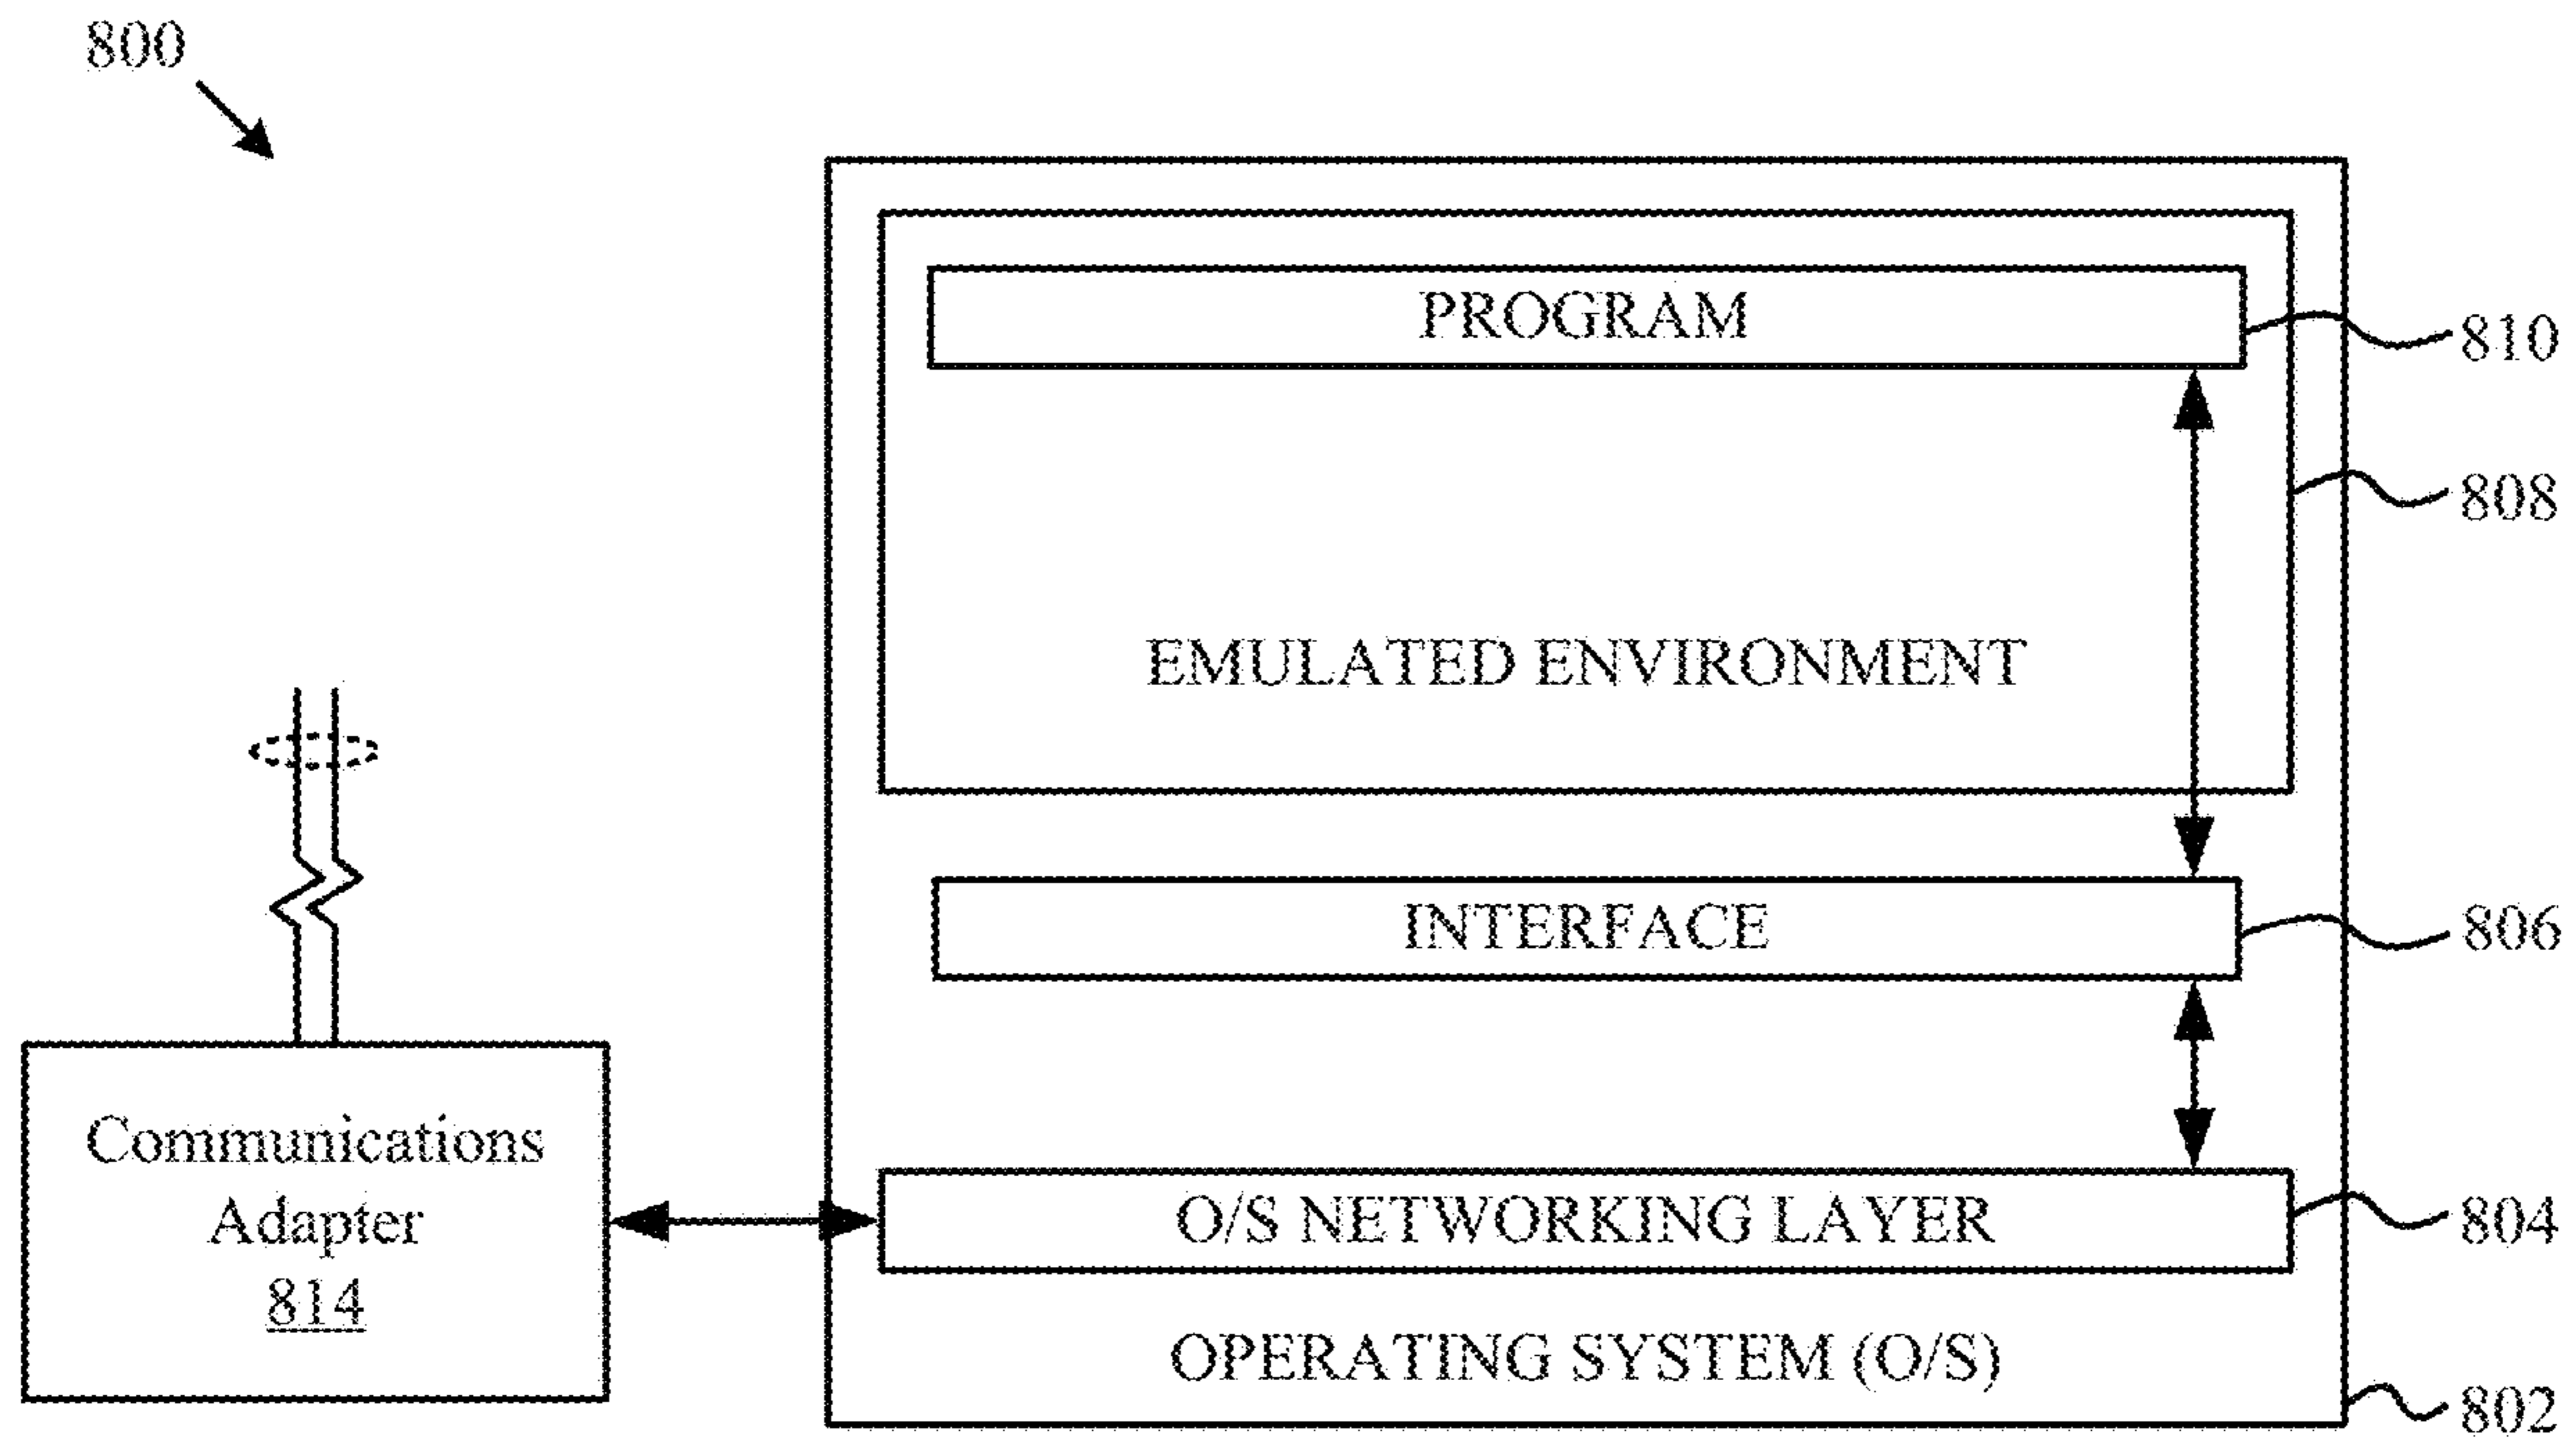 800
PROGRAM
810
808
EMULATED ENVIRONMENT
INTERFACE
806
Communications
Adapter
814
O/S NETWORKING LAYER
804
OPERATING SYSTEM (O/S)
802